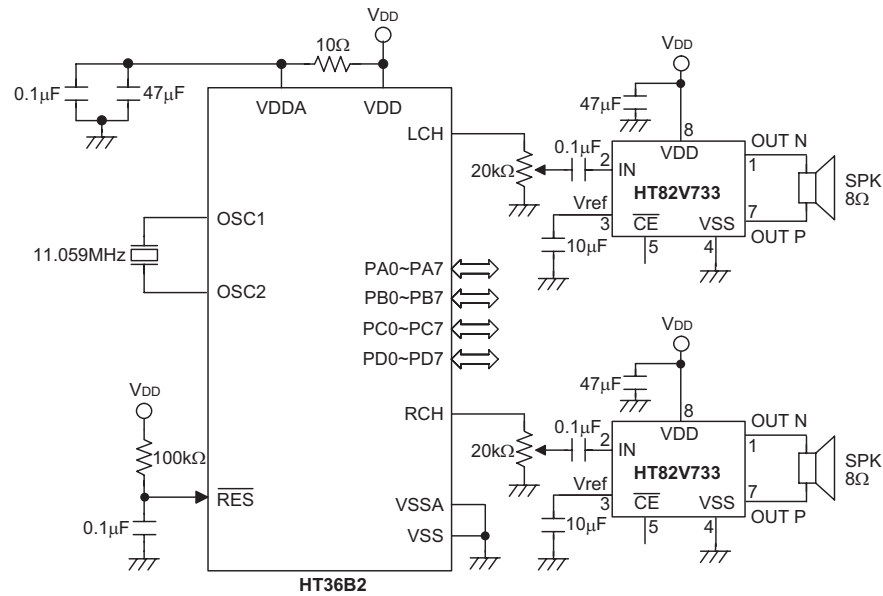 VDD
10Ω
0.1μF
47μF
VDDA
VDD
LCH
OSC1
11.059MHz
OSC2
PA0~PA7
PB0~PB7
PC0~PC7
PD0~PD7
VDD
100kΩ
RES
0.1μF
RCH
VSSA
VSS
HT36B2
VDD
47μF
8
VDD
OUT N
1
0.1μF
2
IN
20kΩ
HT82V733
SPK
8Ω
Vref
3
CE
VSS
7
OUT P
10μF
5
4
VDD
47μF
8
VDD
OUT N
1
0.1μF
2
IN
20kΩ
HT82V733
SPK
8Ω
Vref
3
CE
VSS
7
OUT P
10μF
5
4